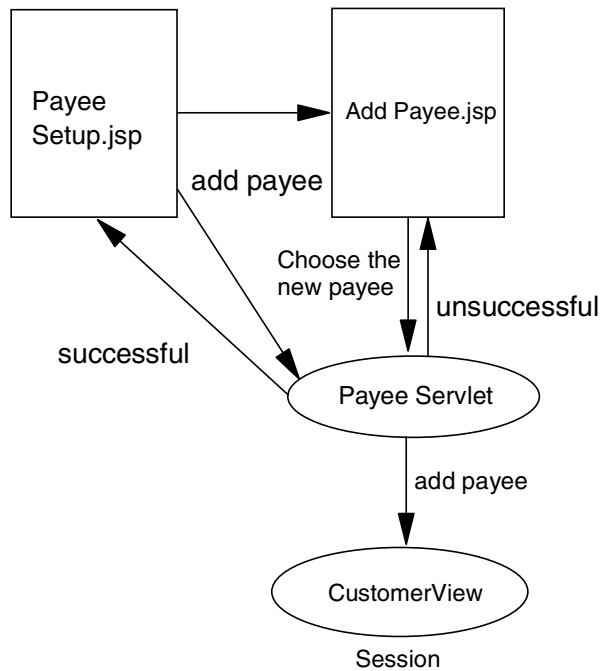 Payee
Setup.jsp
Add Payee.jsp
add payee
Choose the
new payee
unsuccessful
successful
Payee Servlet
add payee
CustomerView
Session